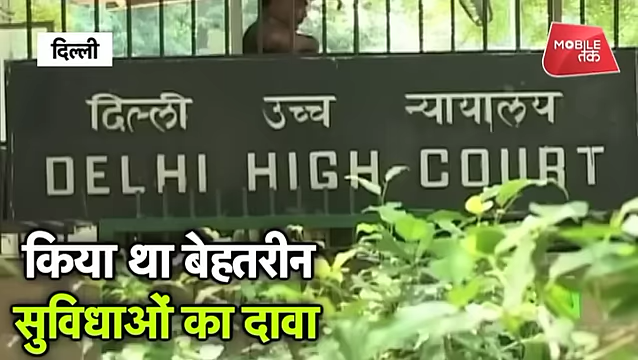 दिल्ली
MOBILE
तक
दिल्ली उच्च न्यायालय
DELHI HIGH COURT
किया था बेहतरीन
सुविधाओं का दावा